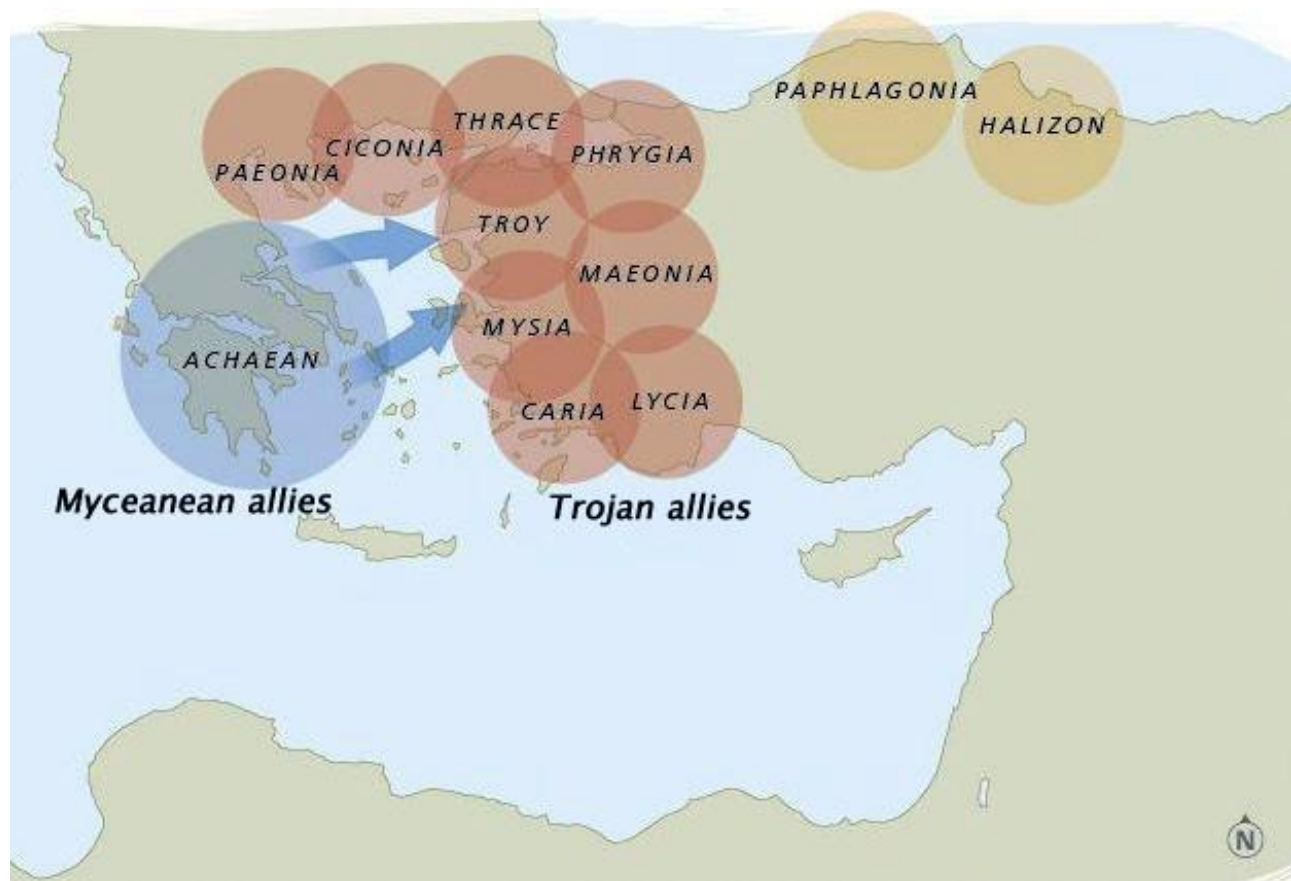 PAPHLAGONIA
HALIZON
THRACE
CICONIA
PHRYGIA
PAEONIA
TROY
MAEONIA
MYSIA
ACHAEAN
CARIA
LYCIA
Myceanean allies
Trojan allies
N